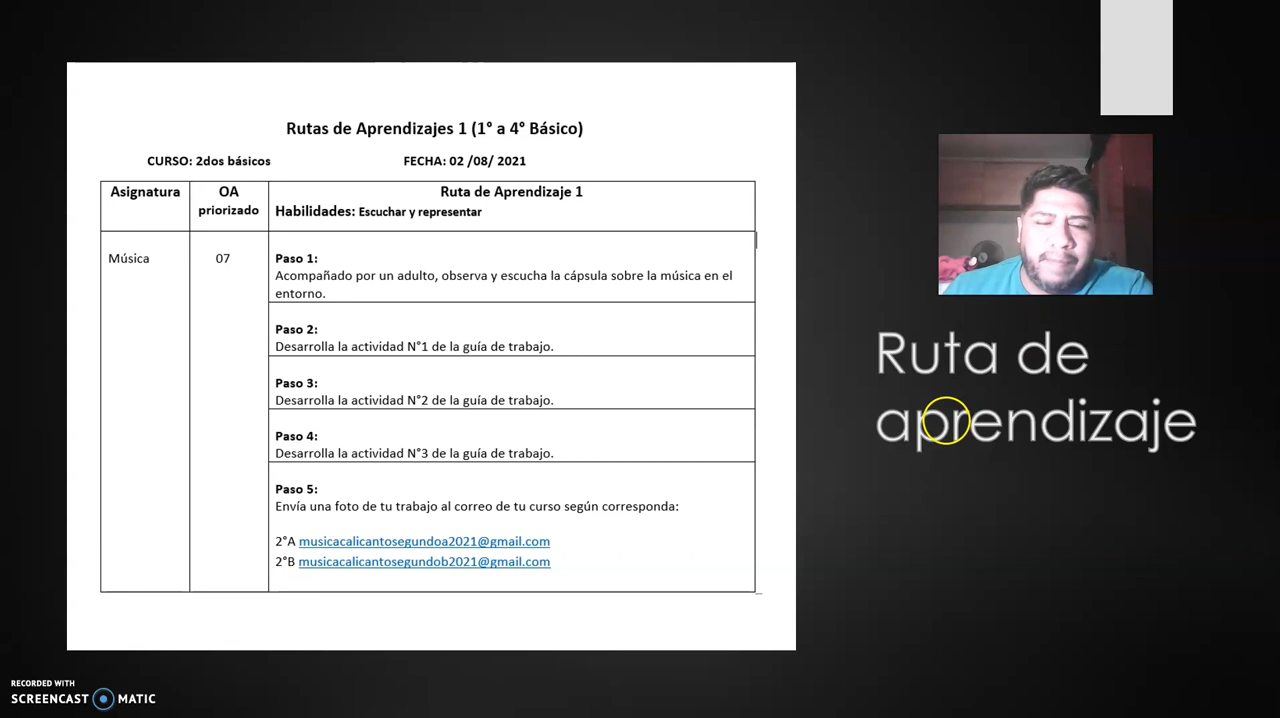 Rutas de Aprendizajes 1 (1° a 4° Básico)
CURSO: 2dos básicos FECHA: 02 /08/ 2021
Asignatura OA priorizado Ruta de Aprendizaje 1
Habilidades: Escuchar y representar
Música 07
Paso 1:
Acompañado por un adulto, observa y escucha la cápsula sobre la música en el
entorno.
Paso 2:
Desarrolla la actividad N°1 de la guía de trabajo.
Paso 3:
Desarrolla la actividad N°2 de la guía de trabajo.
Paso 4:
Desarrolla la actividad N°3 de la guía de trabajo.
Paso 5:
Envía una foto de tu trabajo al correo de tu curso según corresponda:
2°A musicacalicantosegundoa2021@gmail.com
2°B musicacalicantosegundob2021@gmail.com
Ruta de
aprendizaje
RECORDED WITH
SCREENCAST MATIC